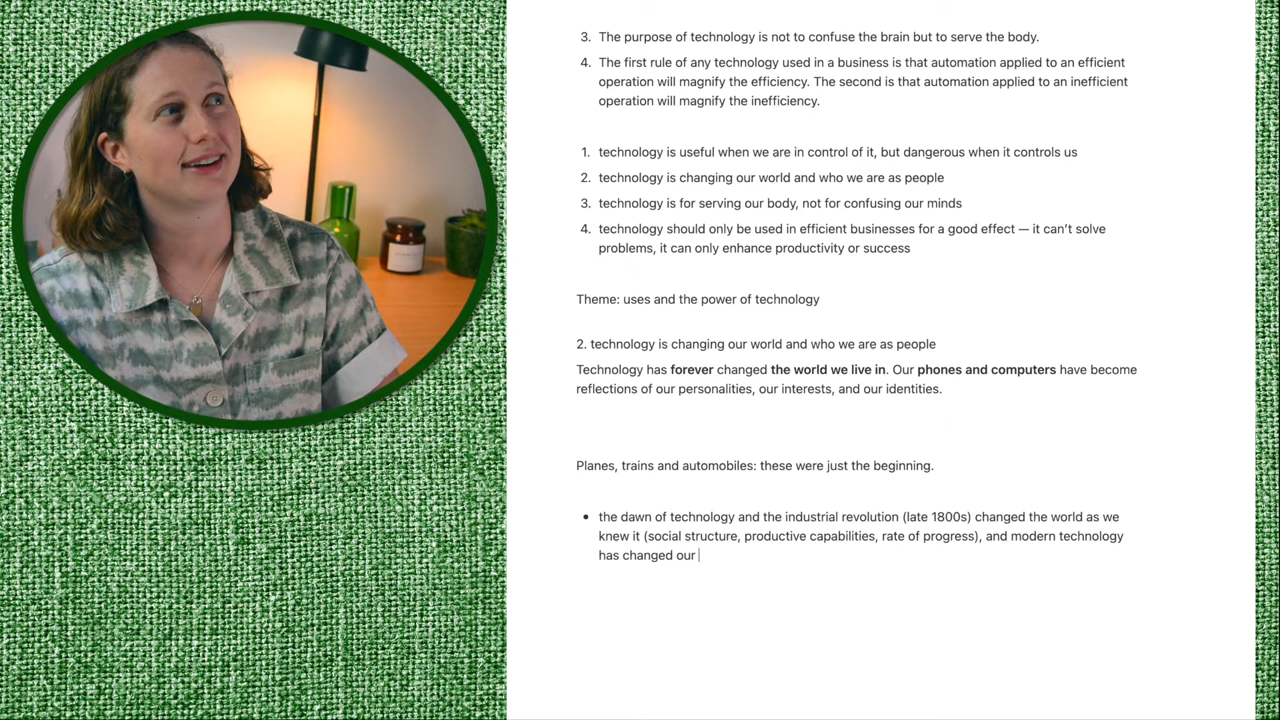 3. The purpose of technology is not to confuse the brain but to serve the body.
4. The first rule of any technology used in a business is that automation applied to an efficient
operation will magnify the efficiency. The second is that automation applied to an inefficient
operation will magnify the inefficiency.
1. technology is useful when we are in control of it, but dangerous when it controls us
2. technology is changing our world and who we are as people
3. technology is for serving our body, not for confusing our minds
4. technology should only be used in efficient businesses for a good effect — it can’t solve
problems, it can only enhance productivity or success
Theme: uses and the power of technology
2. technology is changing our world and who we are as people
Technology has forever changed the world we live in. Our phones and computers have become
reflections of our personalities, our interests, and our identities.
Planes, trains and automobiles: these were just the beginning.
• the dawn of technology and the industrial revolution (late 1800s) changed the world as we
knew it (social structure, productive capabilities, rate of progress), and modern technology
has changed our